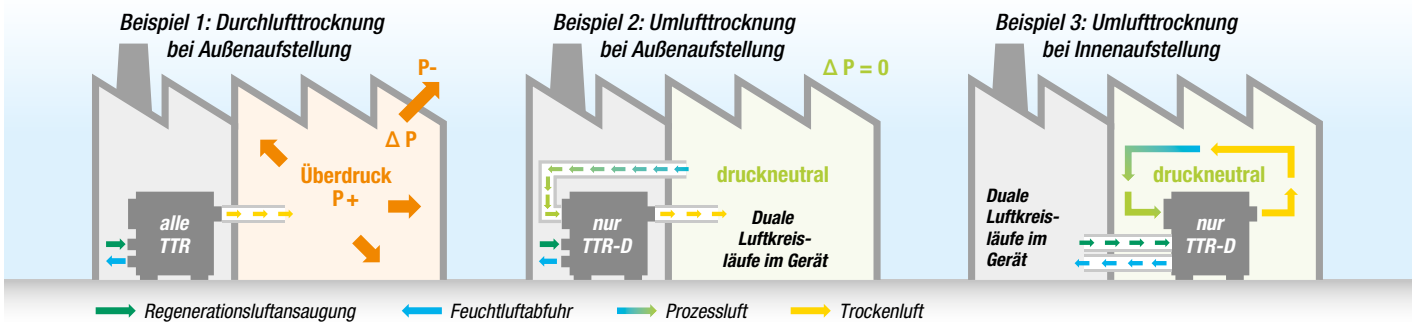 Beispiel 1: Durchlufttrocknung
bei Außenaufstellung
P-
Δ P
Überdruck
P+
alle
TTR
Beispiel 2: Umlufttrocknung
bei Außenaufstellung
Δ P = 0
druckneutral
nur
TTR-D
Duale
Luftkreis-
läufe im Gerät
Beispiel 3: Umlufttrocknung
bei Innenaufstellung
druckneutral
Duale
Luftkreis-
läufe im
Gerät
nur
TTR-D
Regenerationsluftansaugung
Feuchtluftabfuhr
Prozessluft
Trockenluft